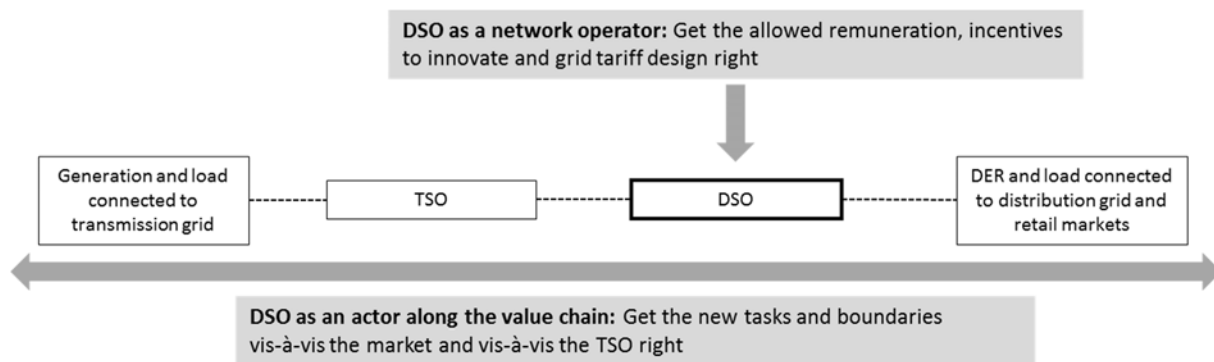 DSO as a network operator: Get the allowed remuneration, incentives
to innovate and grid tariff design right
Generation and load
connected to
transmission grid
TSO
DSO
DER and load connected
to distribution grid and
retail markets
DSO as an actor along the value chain: Get the new tasks and boundaries
vis-à-vis the market and vis-à-vis the TSO right